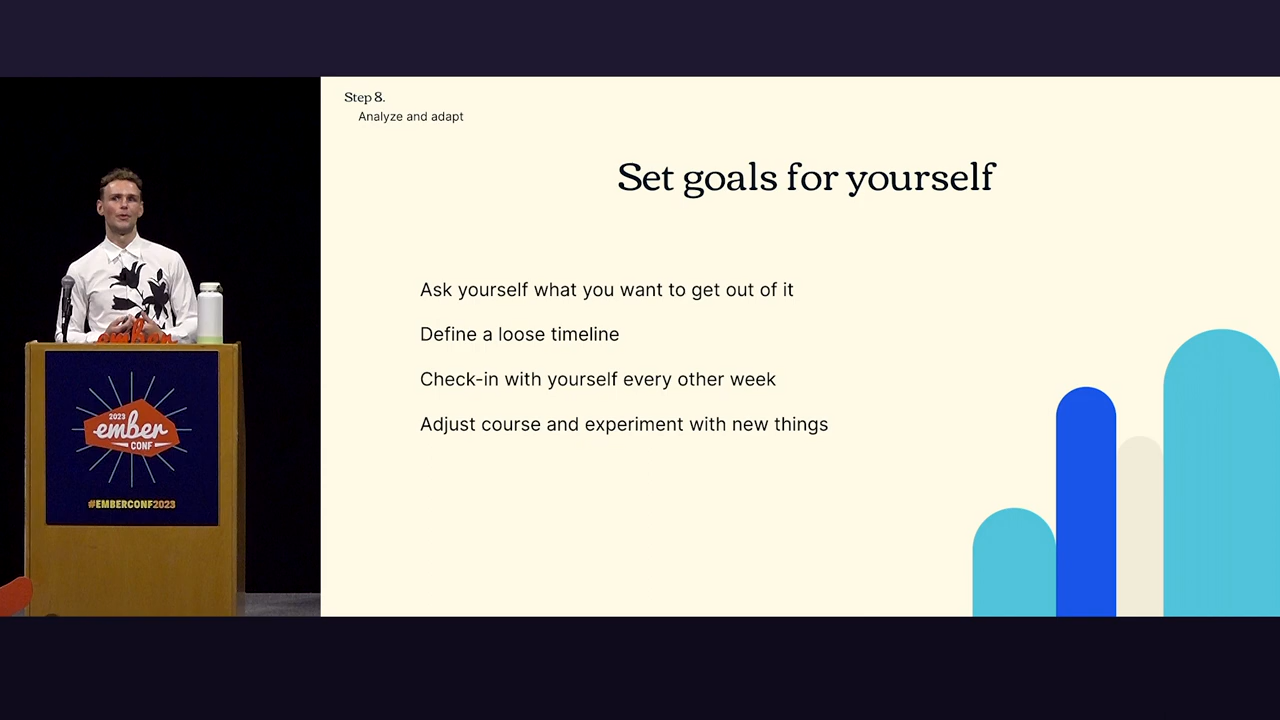 Step 8.
Analyze and adapt
Set goals for yourself
Ask yourself what you want to get out of it
Define a loose timeline
Check-in with yourself every other week
Adjust course and experiment with new things
ember
2023
ember
CONF
#EMBERCONF2023